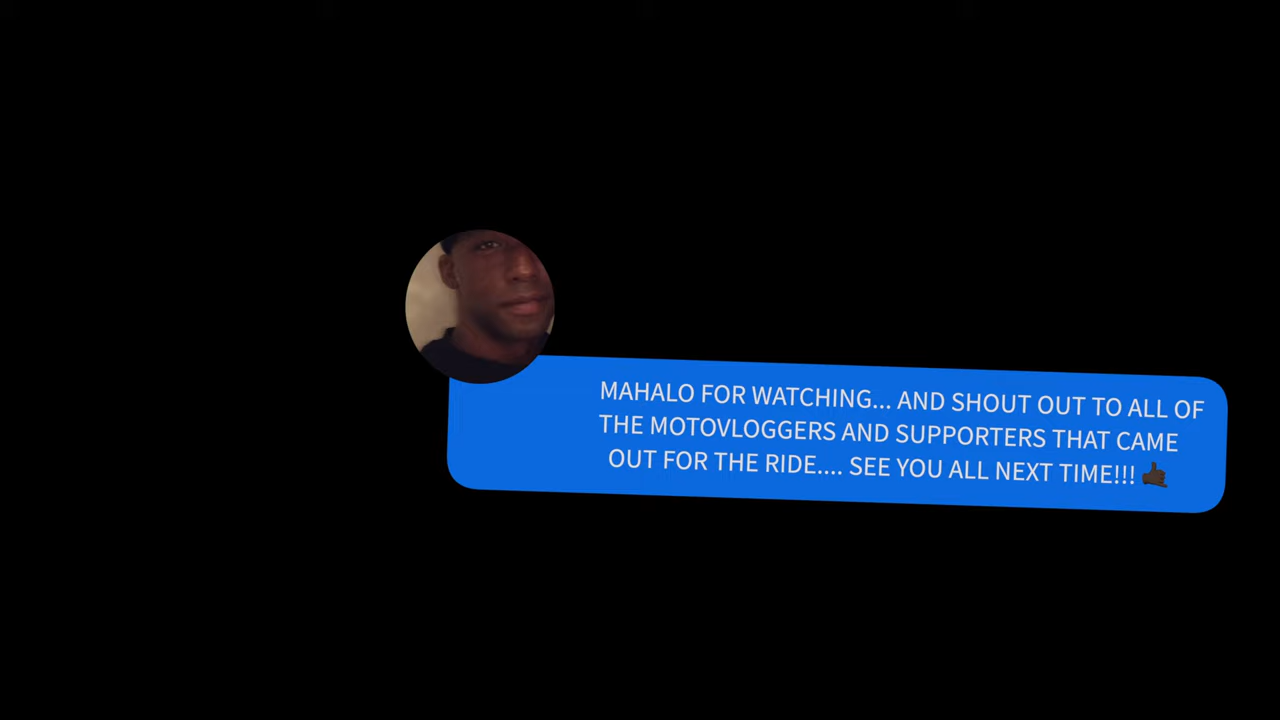 MAHALO FOR WATCHING... AND SHOUT OUT TO ALL OF
THE MOTOVLOGGERS AND SUPPORTERS THAT CAME
OUT FOR THE RIDE.... SEE YOU ALL NEXT TIME!!! 🤙🏿